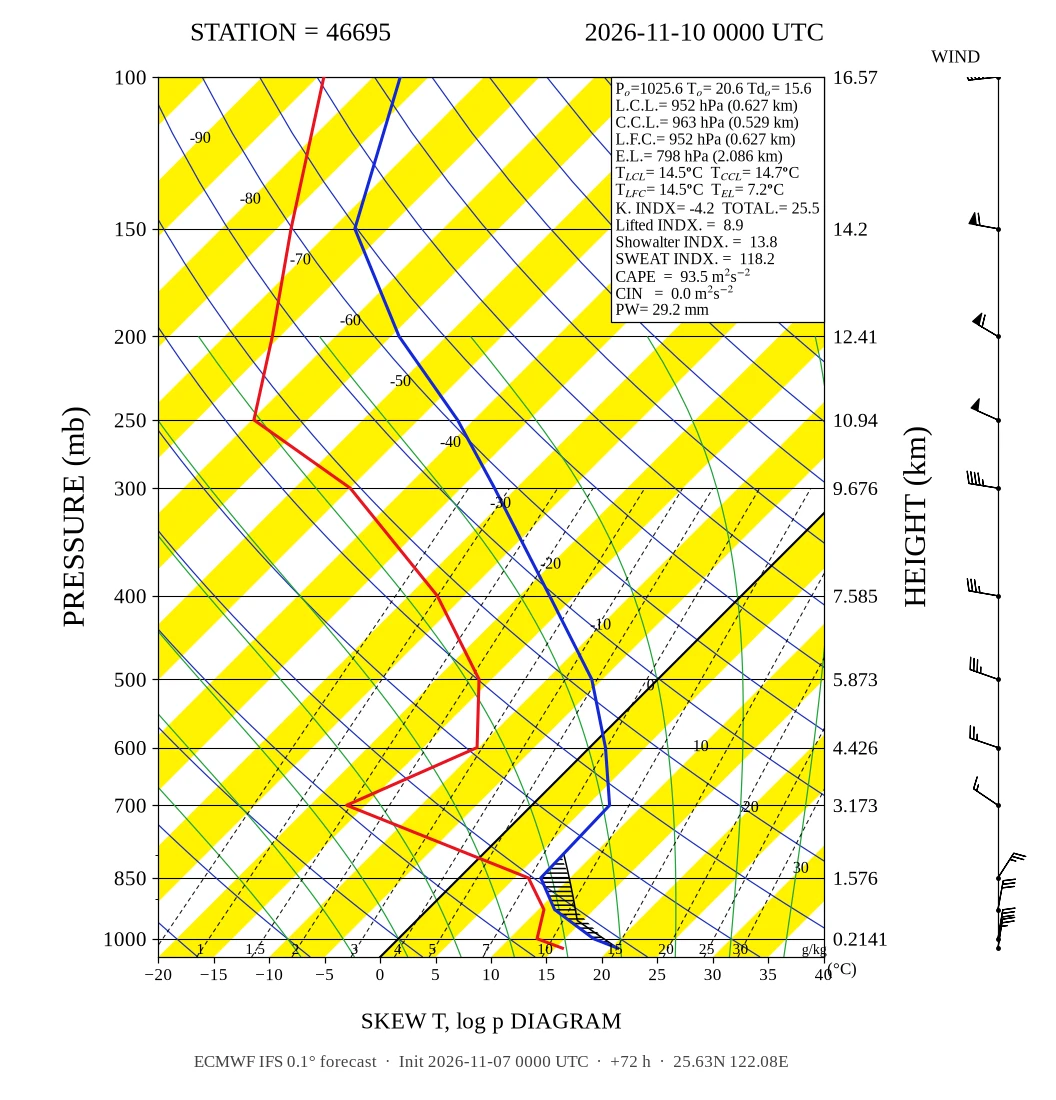 STATION = 46695
2026-11-10 0000 UTC
WIND
Pₒ=1025.6 Tₒ= 20.6 Tdₒ= 15.6
L.C.L.= 952 hPa (0.627 km)
C.C.L.= 963 hPa (0.529 km)
L.F.C.= 952 hPa (0.627 km)
E.L.= 798 hPa (2.086 km)
T_LCL= 14.5°C T_CCL= 14.7°C
T_LFC= 14.5°C T_EL= 7.2°C
K. INDX= -4.2 TOTAL.= 25.5
Lifted INDX. = 8.9
Showalter INDX. = 13.8
SWEAT INDX. = 118.2
CAPE = 93.5 m²s⁻²
CIN = 0.0 m²s⁻²
PW= 29.2 mm
PRESSURE (mb)
100
150
200
250
300
400
500
600
700
850
1000
-90
-80
-70
-60
-50
-40
-30
-20
-10
0
10
20
30
16.57
14.2
12.41
10.94
9.676
7.585
5.873
4.426
3.173
1.576
0.2141
HEIGHT (km)
1 1.5 2 3 4 5 7 10 15 20 25 30 g/kg
−20 −15 −10 −5 0 5 10 15 20 25 30 35 40 (°C)
SKEW T, log p DIAGRAM
ECMWF IFS 0.1° forecast · Init 2026-11-07 0000 UTC · +72 h · 25.63N 122.08E